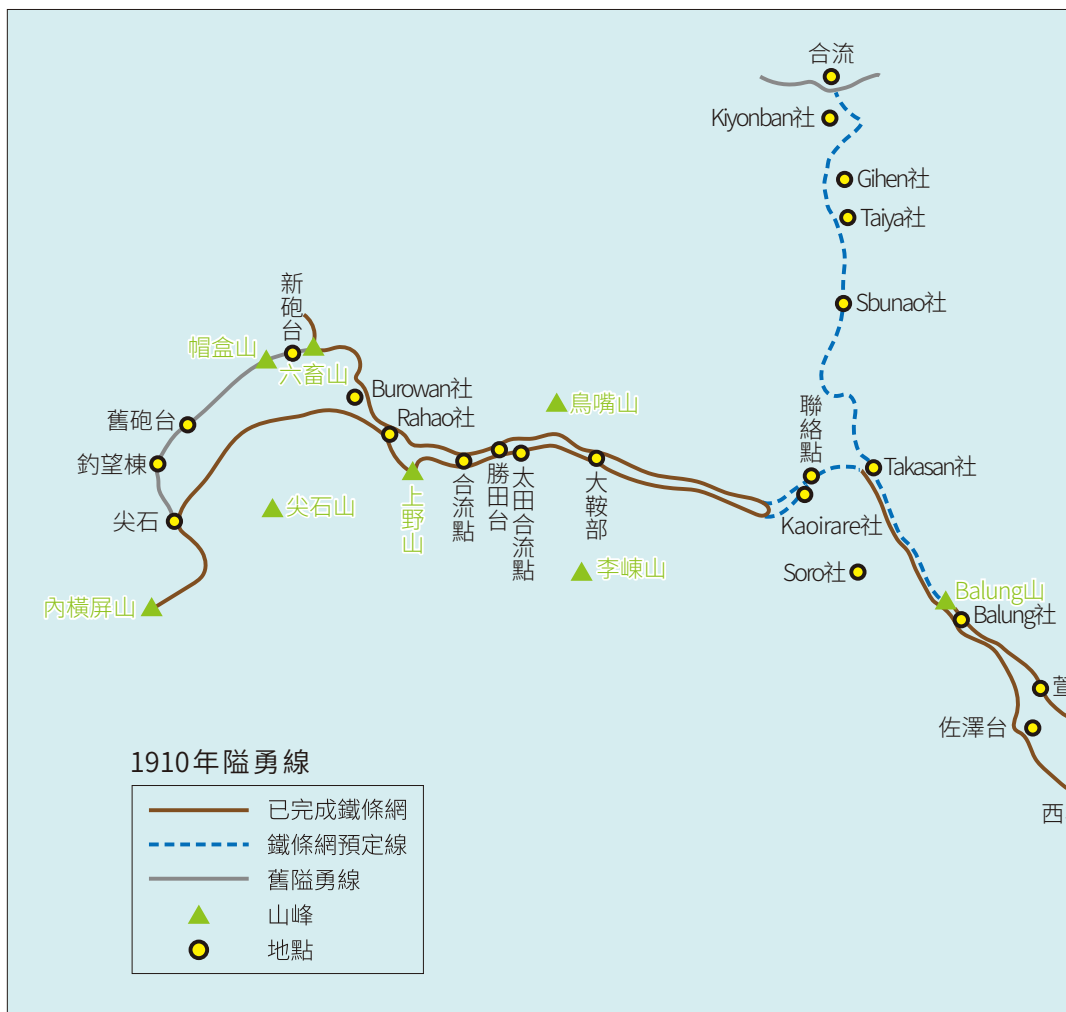 合流
Kiyonban社
Gihen社
Taiya社
Sbunao社
新砲台
帽盒山
六畜山
Burowan社
Rahao社
鳥嘴山
舊砲台
釣望棟
尖石
尖石山
內橫屏山
上野山
合流點
勝田台
太田合流點
大鞍部
李崠山
聯絡點
Takasan社
Kaoirare社
Soro社
Balung山
Balung社
萱
佐澤台
西
1910年隘勇線
已完成鐵條網
鐵條網預定線
舊隘勇線
山峰
地點